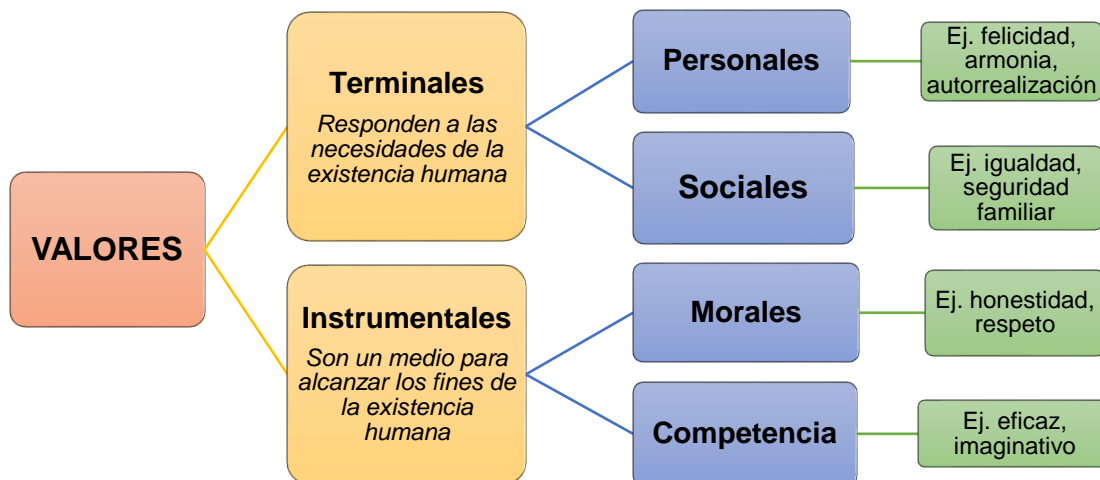 VALORES
Terminales
Responden a las
necesidades de la
existencia humana
Personales
Ej. felicidad,
armonia,
autorrealización
Sociales
Ej. igualdad,
seguridad
familiar
Instrumentales
Son un medio para
alcanzar los fines de
la existencia
humana
Morales
Ej. honestidad,
respeto
Competencia
Ej. eficaz,
imaginativo